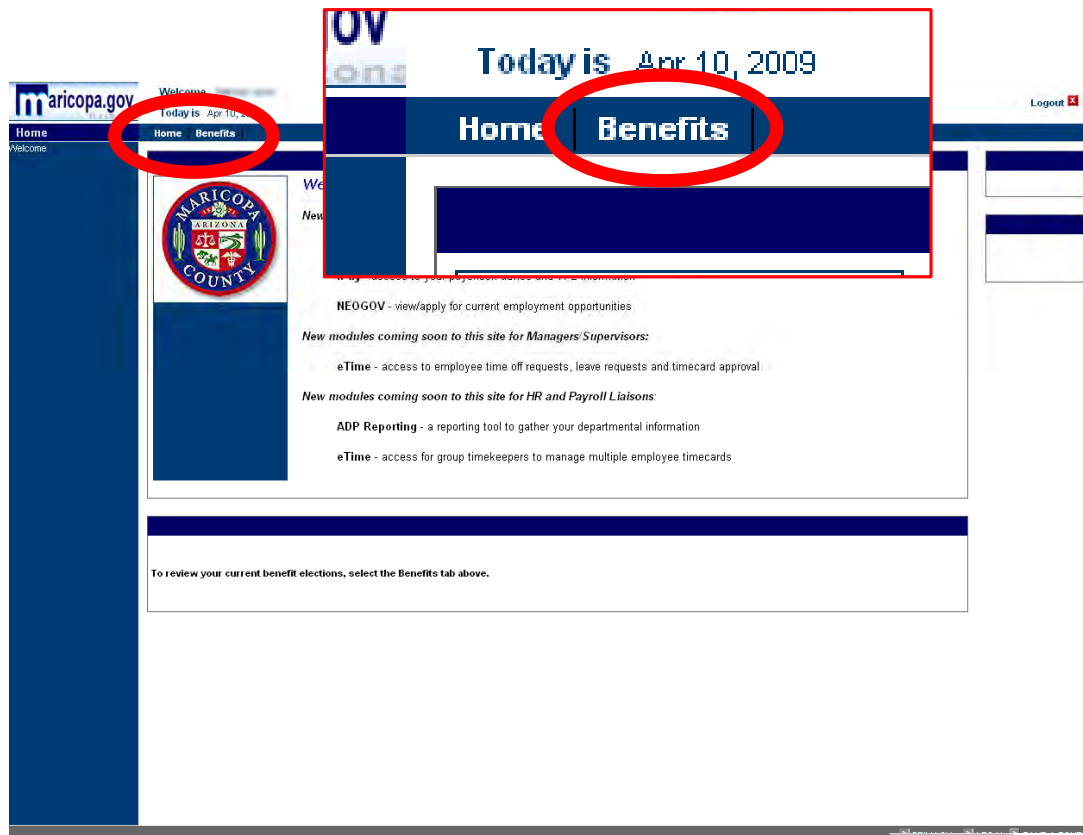 maricopa.gov
Welcome
Today is Apr 10, 2
Logout
Home
Home Benefits
Welcome
ov
ona
Today is Apr 10, 2009
Home Benefits
MARICOPA
ARIZONA
COUNTY
We
New
NEOGOV - view/apply for current employment opportunities
New modules coming soon to this site for Managers/Supervisors:
eTime - access to employee time off requests, leave requests and timecard approval
New modules coming soon to this site for HR and Payroll Liaisons:
ADP Reporting - a reporting tool to gather your departmental information
eTime - access for group timekeepers to manage multiple employee timecards
To review your current benefit elections, select the Benefits tab above.